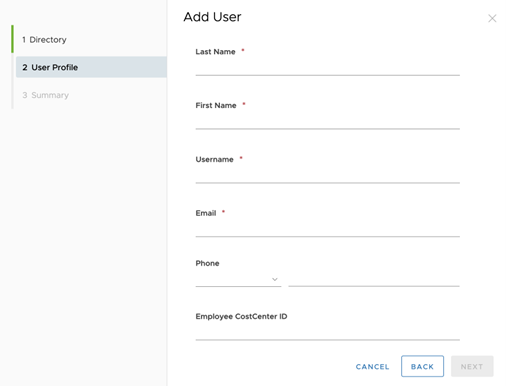 Add User
1 Directory
2 User Profile
3 Summary
Last Name *
First Name *
Username *
Email *
Phone
Employee CostCenter ID
CANCEL BACK NEXT